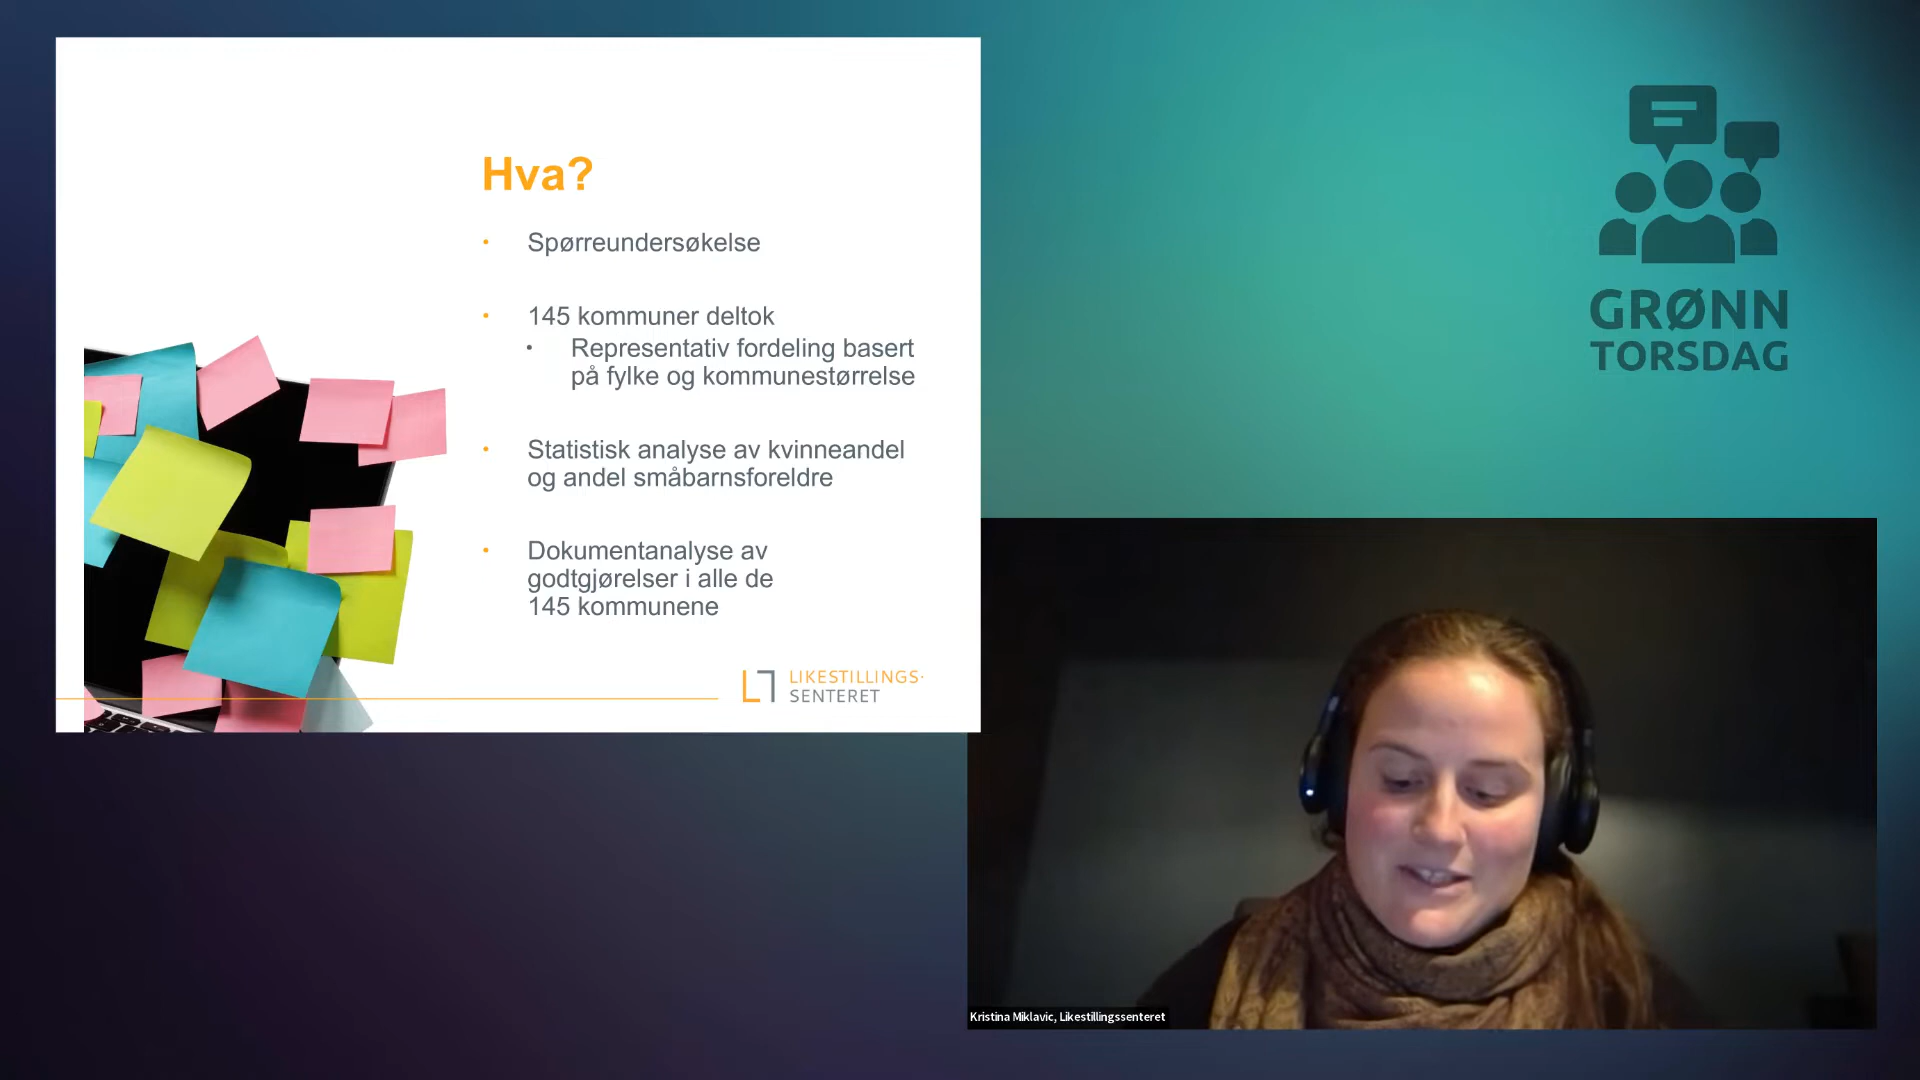 Hva?
• Spørreundersøkelse
• 145 kommuner deltok
• Representativ fordeling basert
på fylke og kommunestørrelse
• Statistisk analyse av kvinneandel
og andel småbarnsforeldre
• Dokumentanalyse av
godtgjørelser i alle de
145 kommunene
LIKESTILLINGS·
SENTERET
GRØNN
TORSDAG
Kristina Miklavic, Likestillingssenteret